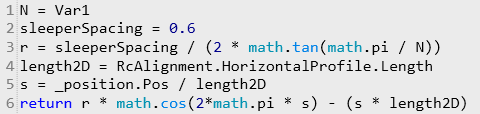 1 N = Var1
2 sleeperSpacing = 0.6
3 r = sleeperSpacing / (2 * math.tan(math.pi / N))
4 length2D = RcAlignment.HorizontalProfile.Length
5 s = _position.Pos / length2D
6 return r * math.cos(2*math.pi * s) - (s * length2D)